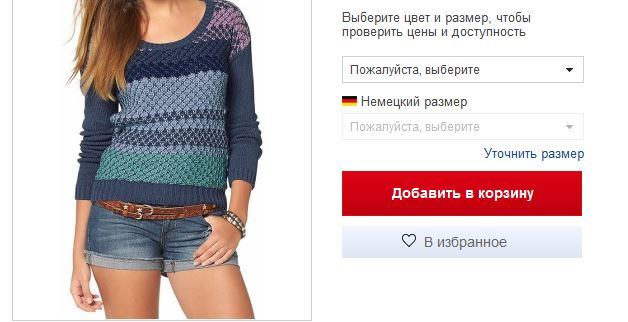 Выберите цвет и размер, чтобы
проверить цены и доступность
Пожалуйста, выберите
Немецкий размер
Пожалуйста, выберите
Уточнить размер
Добавить в корзину
В избранное